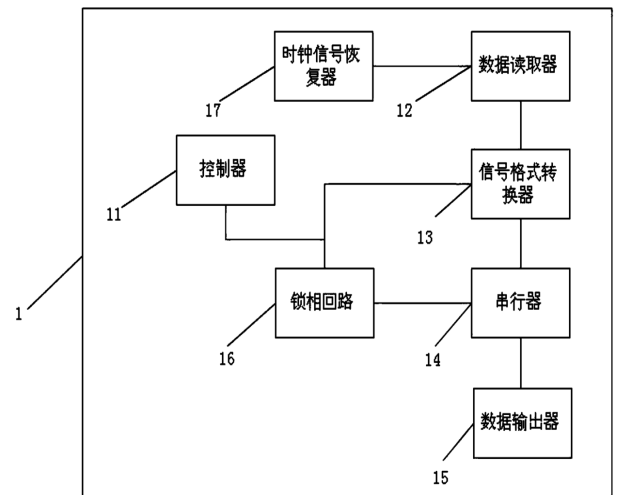 时钟信号恢
复器
数据读取器
17
12
控制器
信号格式转
换器
11
13
锁相回路
串行器
1
16
14
数据输出器
15